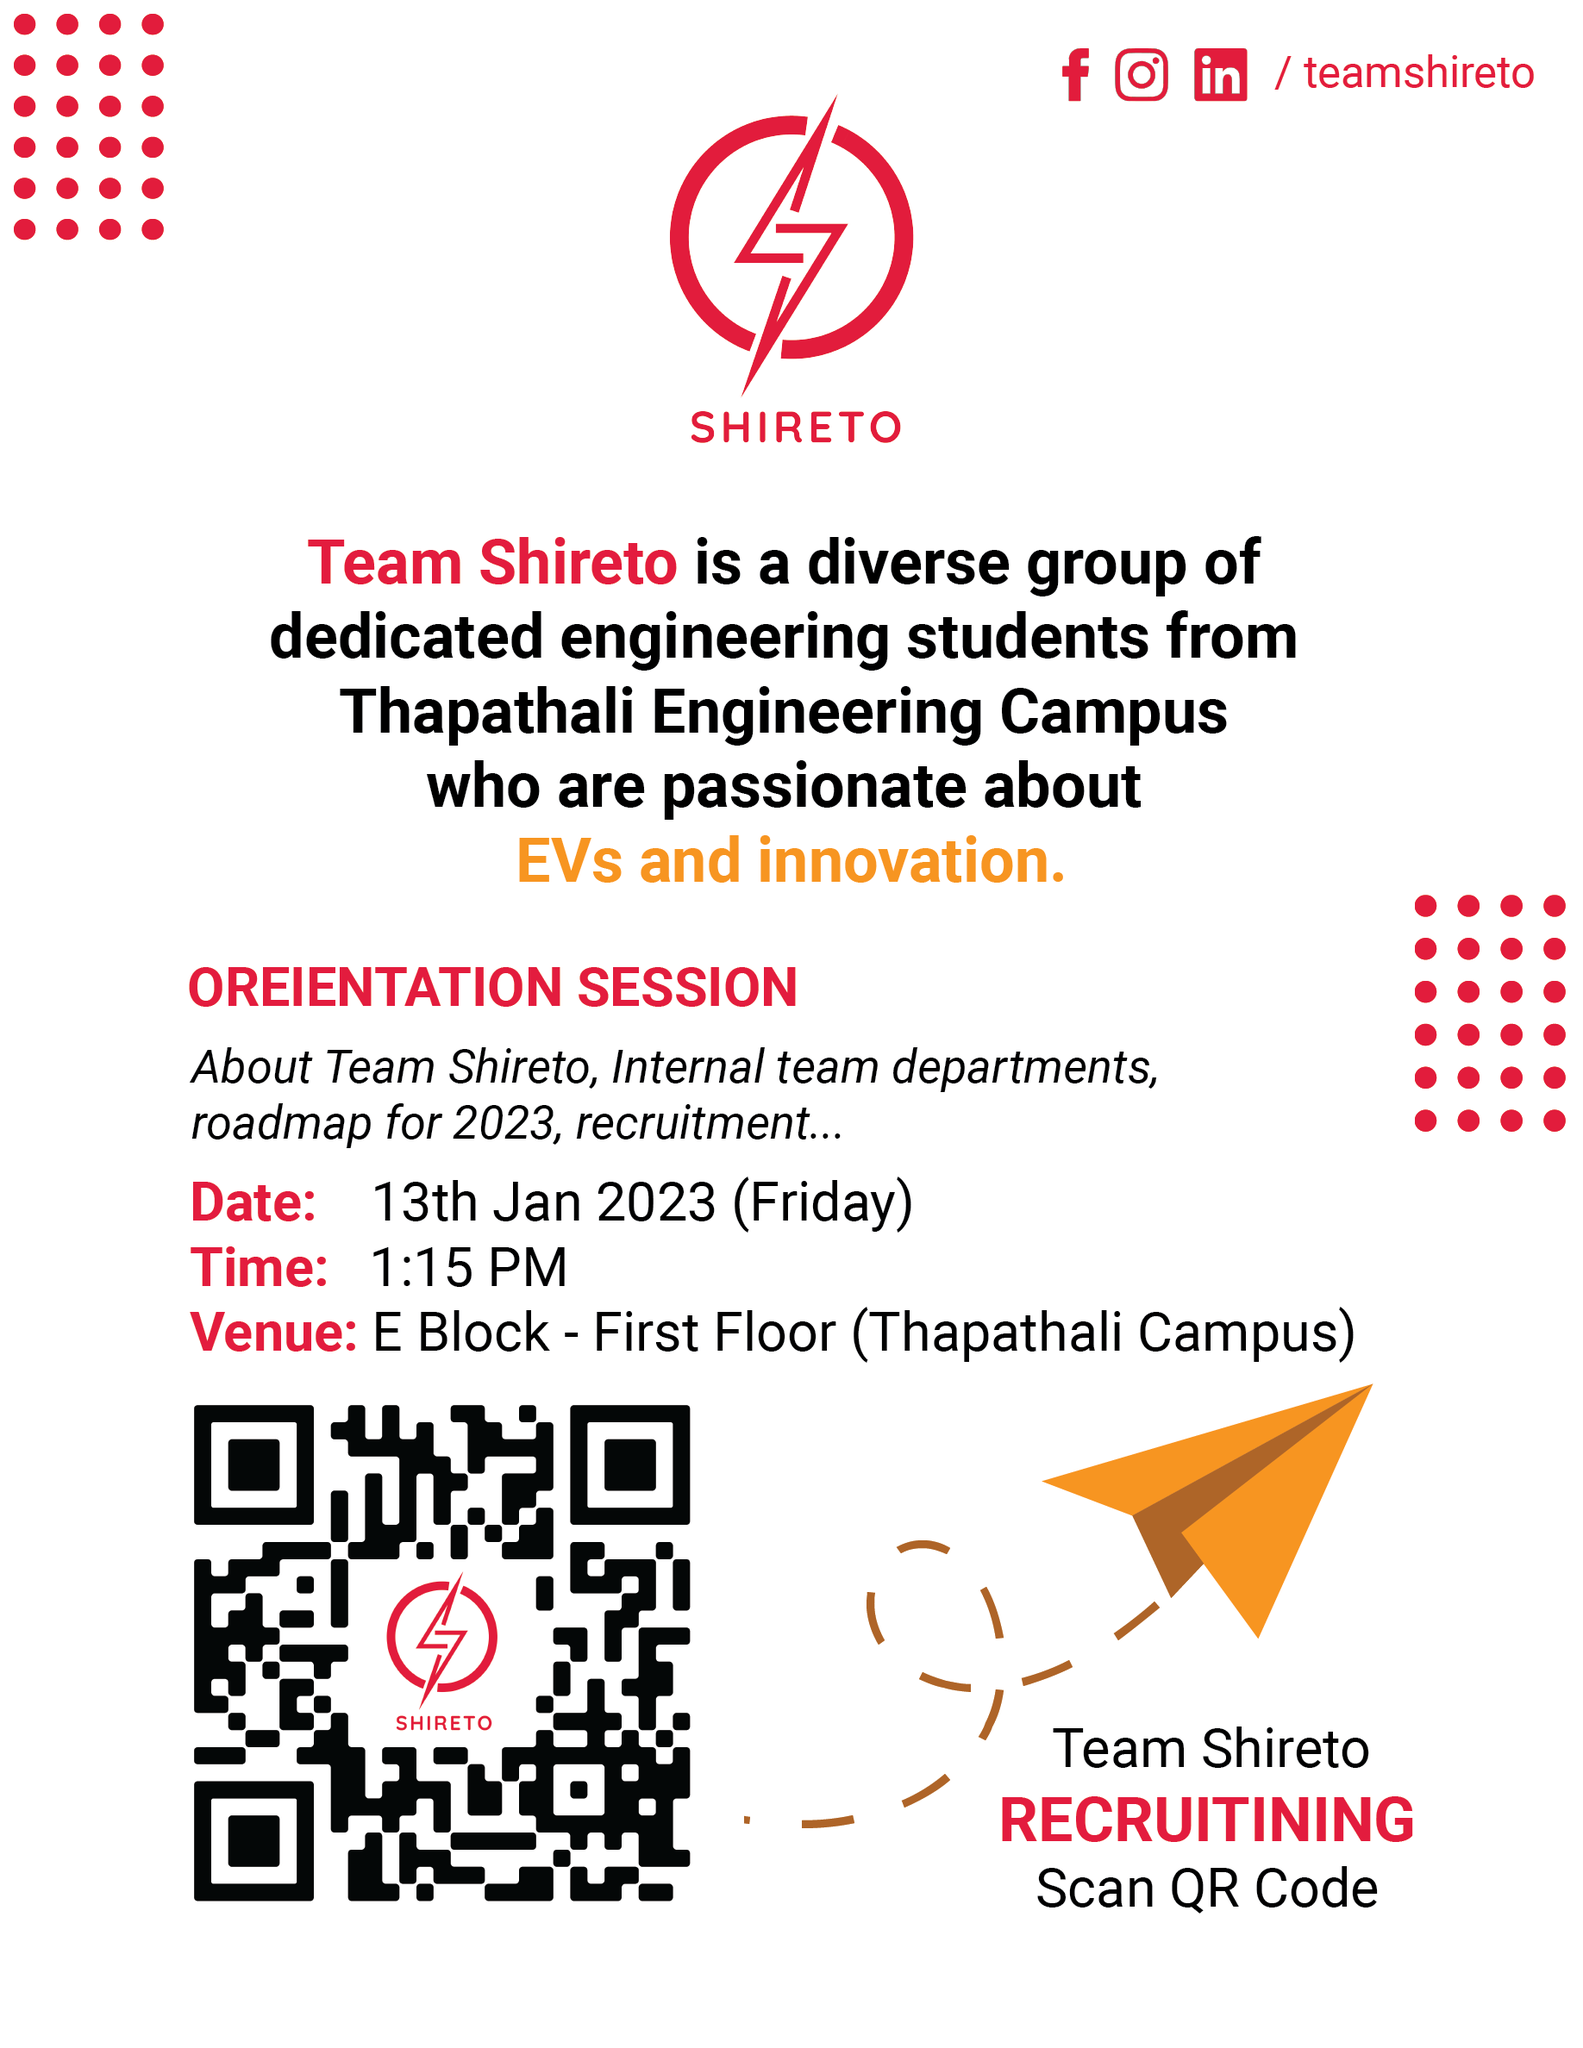 / teamshireto
SHIRETO
Team Shireto is a diverse group of
dedicated engineering students from
Thapathali Engineering Campus
who are passionate about
EVs and innovation.
OREIENTATION SESSION
About Team Shireto, Internal team departments,
roadmap for 2023, recruitment...
Date: 13th Jan 2023 (Friday)
Time: 1:15 PM
Venue: E Block - First Floor (Thapathali Campus)
SHIRETO
Team Shireto
RECRUITINING
Scan QR Code